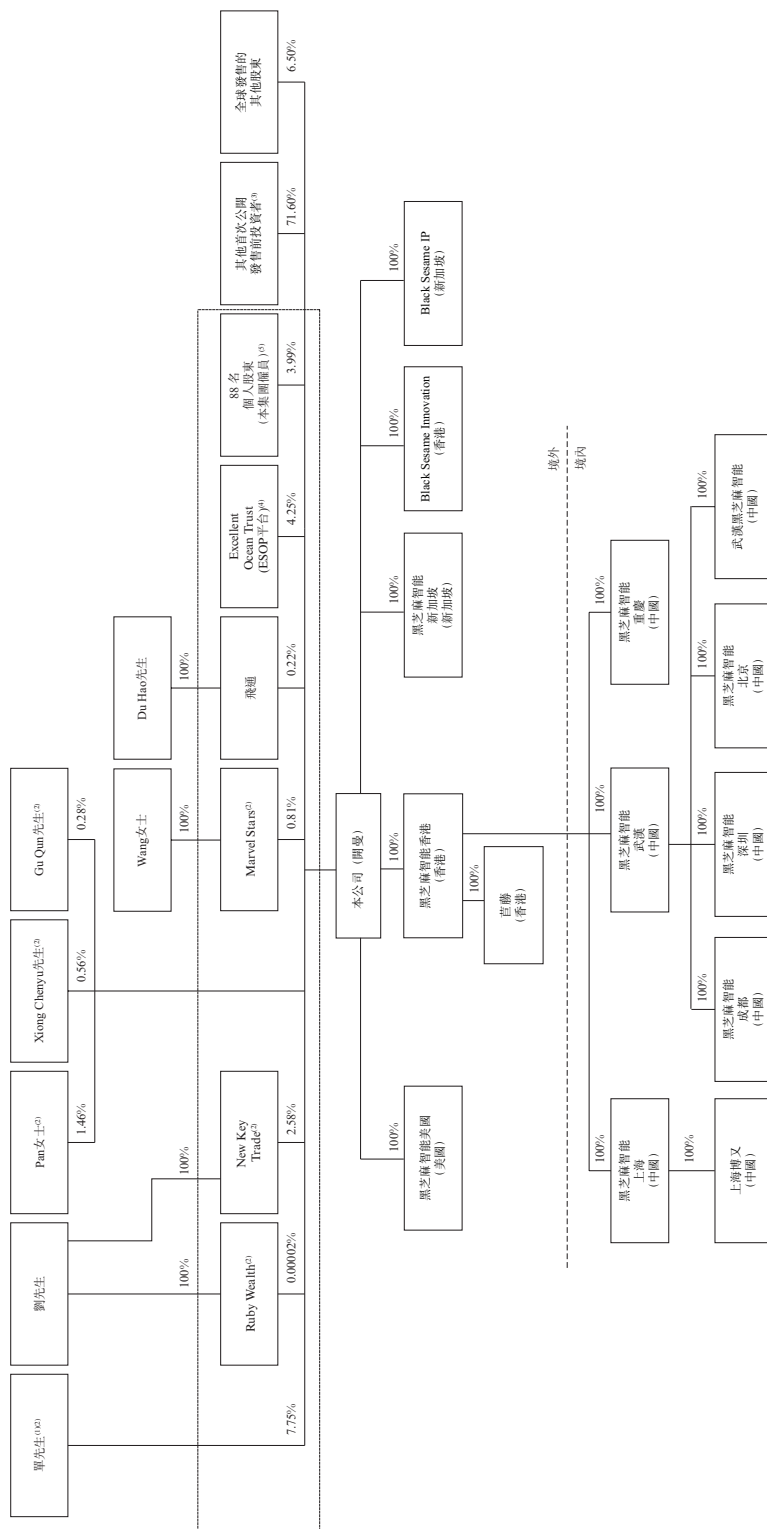 單先生(1)(2)
劉先生
Pan女士(2)
Xiong Chenyu先生(2)
Gu Qun先生(2)
1.46%
0.56%
0.28%
Wang女士
Du Hao先生
100%
100%
100%
100%
Ruby Wealth(2)
New Key
Trade(2)
Marvel Stars(2)
飛通
Excellent
Ocean Trust
(ESOP平台)(4)
88 名
個人股東
(本集團僱員)(5)
其他首次公開
發售前投資者(3)
全球發售的
其他股東
7.75%
0.00002%
2.58%
0.81%
0.22%
4.25%
3.99%
71.60%
6.50%
本公司 (開曼)
100%
100%
100%
100%
100%
黑芝麻智能美國
(美國)
黑芝麻智能香港
(香港)
黑芝麻智能
新加坡
(新加坡)
Black Sesame Innovation
(香港)
Black Sesame IP
(新加坡)
100%
苣藤
(香港)
境外
境內
100%
100%
100%
黑芝麻智能
上海
(中國)
黑芝麻智能
武漢
(中國)
黑芝麻智能
重慶
(中國)
100%
100%
100%
100%
100%
上海博又
(中國)
黑芝麻智能
成都
(中國)
黑芝麻智能
深圳
(中國)
黑芝麻智能
北京
(中國)
武漢黑芝麻智能
(中國)